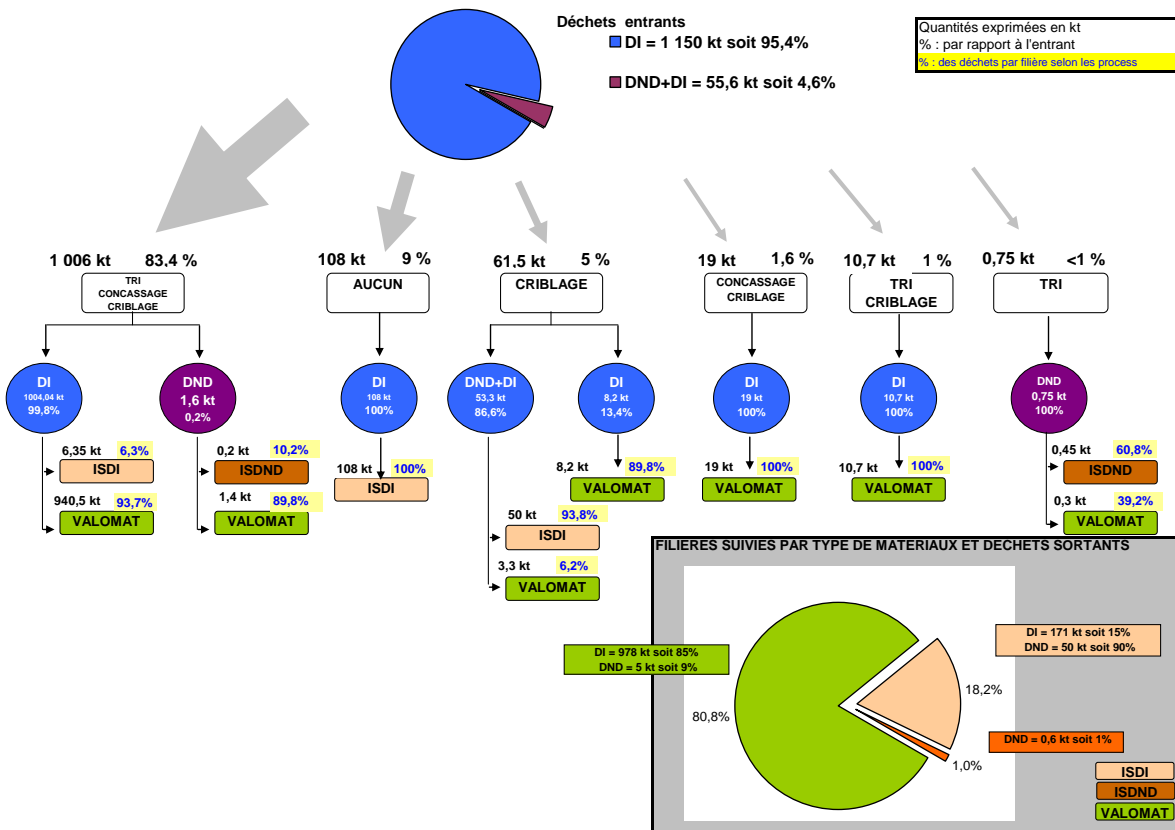 Déchets entrants
DI = 1 150 kt soit 95,4%
DND+DI = 55,6 kt soit 4,6%
Quantités exprimées en kt
% : par rapport à l'entrant
% : des déchets par filière selon les process
1 006 kt 83,4 %
TRI
CONCASSAGE
CRIBLAGE
108 kt 9 %
AUCUN
61,5 kt 5 %
CRIBLAGE
19 kt 1,6 %
CONCASSAGE
CRIBLAGE
10,7 kt 1 %
TRI
CRIBLAGE
0,75 kt <1 %
TRI
DI
1004,04 kt
99,8%
DND
1,6 kt
0,2%
DI
108 kt
100%
DND+DI
53,3 kt
86,6%
DI
8,2 kt
13,4%
DI
19 kt
100%
DI
10,7 kt
100%
DND
0,75 kt
100%
6,35 kt 6,3%
ISDI
940,5 kt 93,7%
VALOMAT
0,2 kt 10,2%
ISDND
1,4 kt 89,8%
VALOMAT
108 kt 100%
ISDI
50 kt 93,8%
ISDI
3,3 kt 6,2%
VALOMAT
8,2 kt 89,8%
VALOMAT
19 kt 100%
VALOMAT
10,7 kt 100%
VALOMAT
0,45 kt 60,8%
ISDND
0,3 kt 39,2%
VALOMAT
FILIERES SUIVIES PAR TYPE DE MATERIAUX ET DECHETS SORTANTS
DI = 978 kt soit 85%
DND = 5 kt soit 9%
DI = 171 kt soit 15%
DND = 50 kt soit 90%
18,2%
80,8%
DND = 0,6 kt soit 1%
1,0%
ISDI
ISDND
VALOMAT